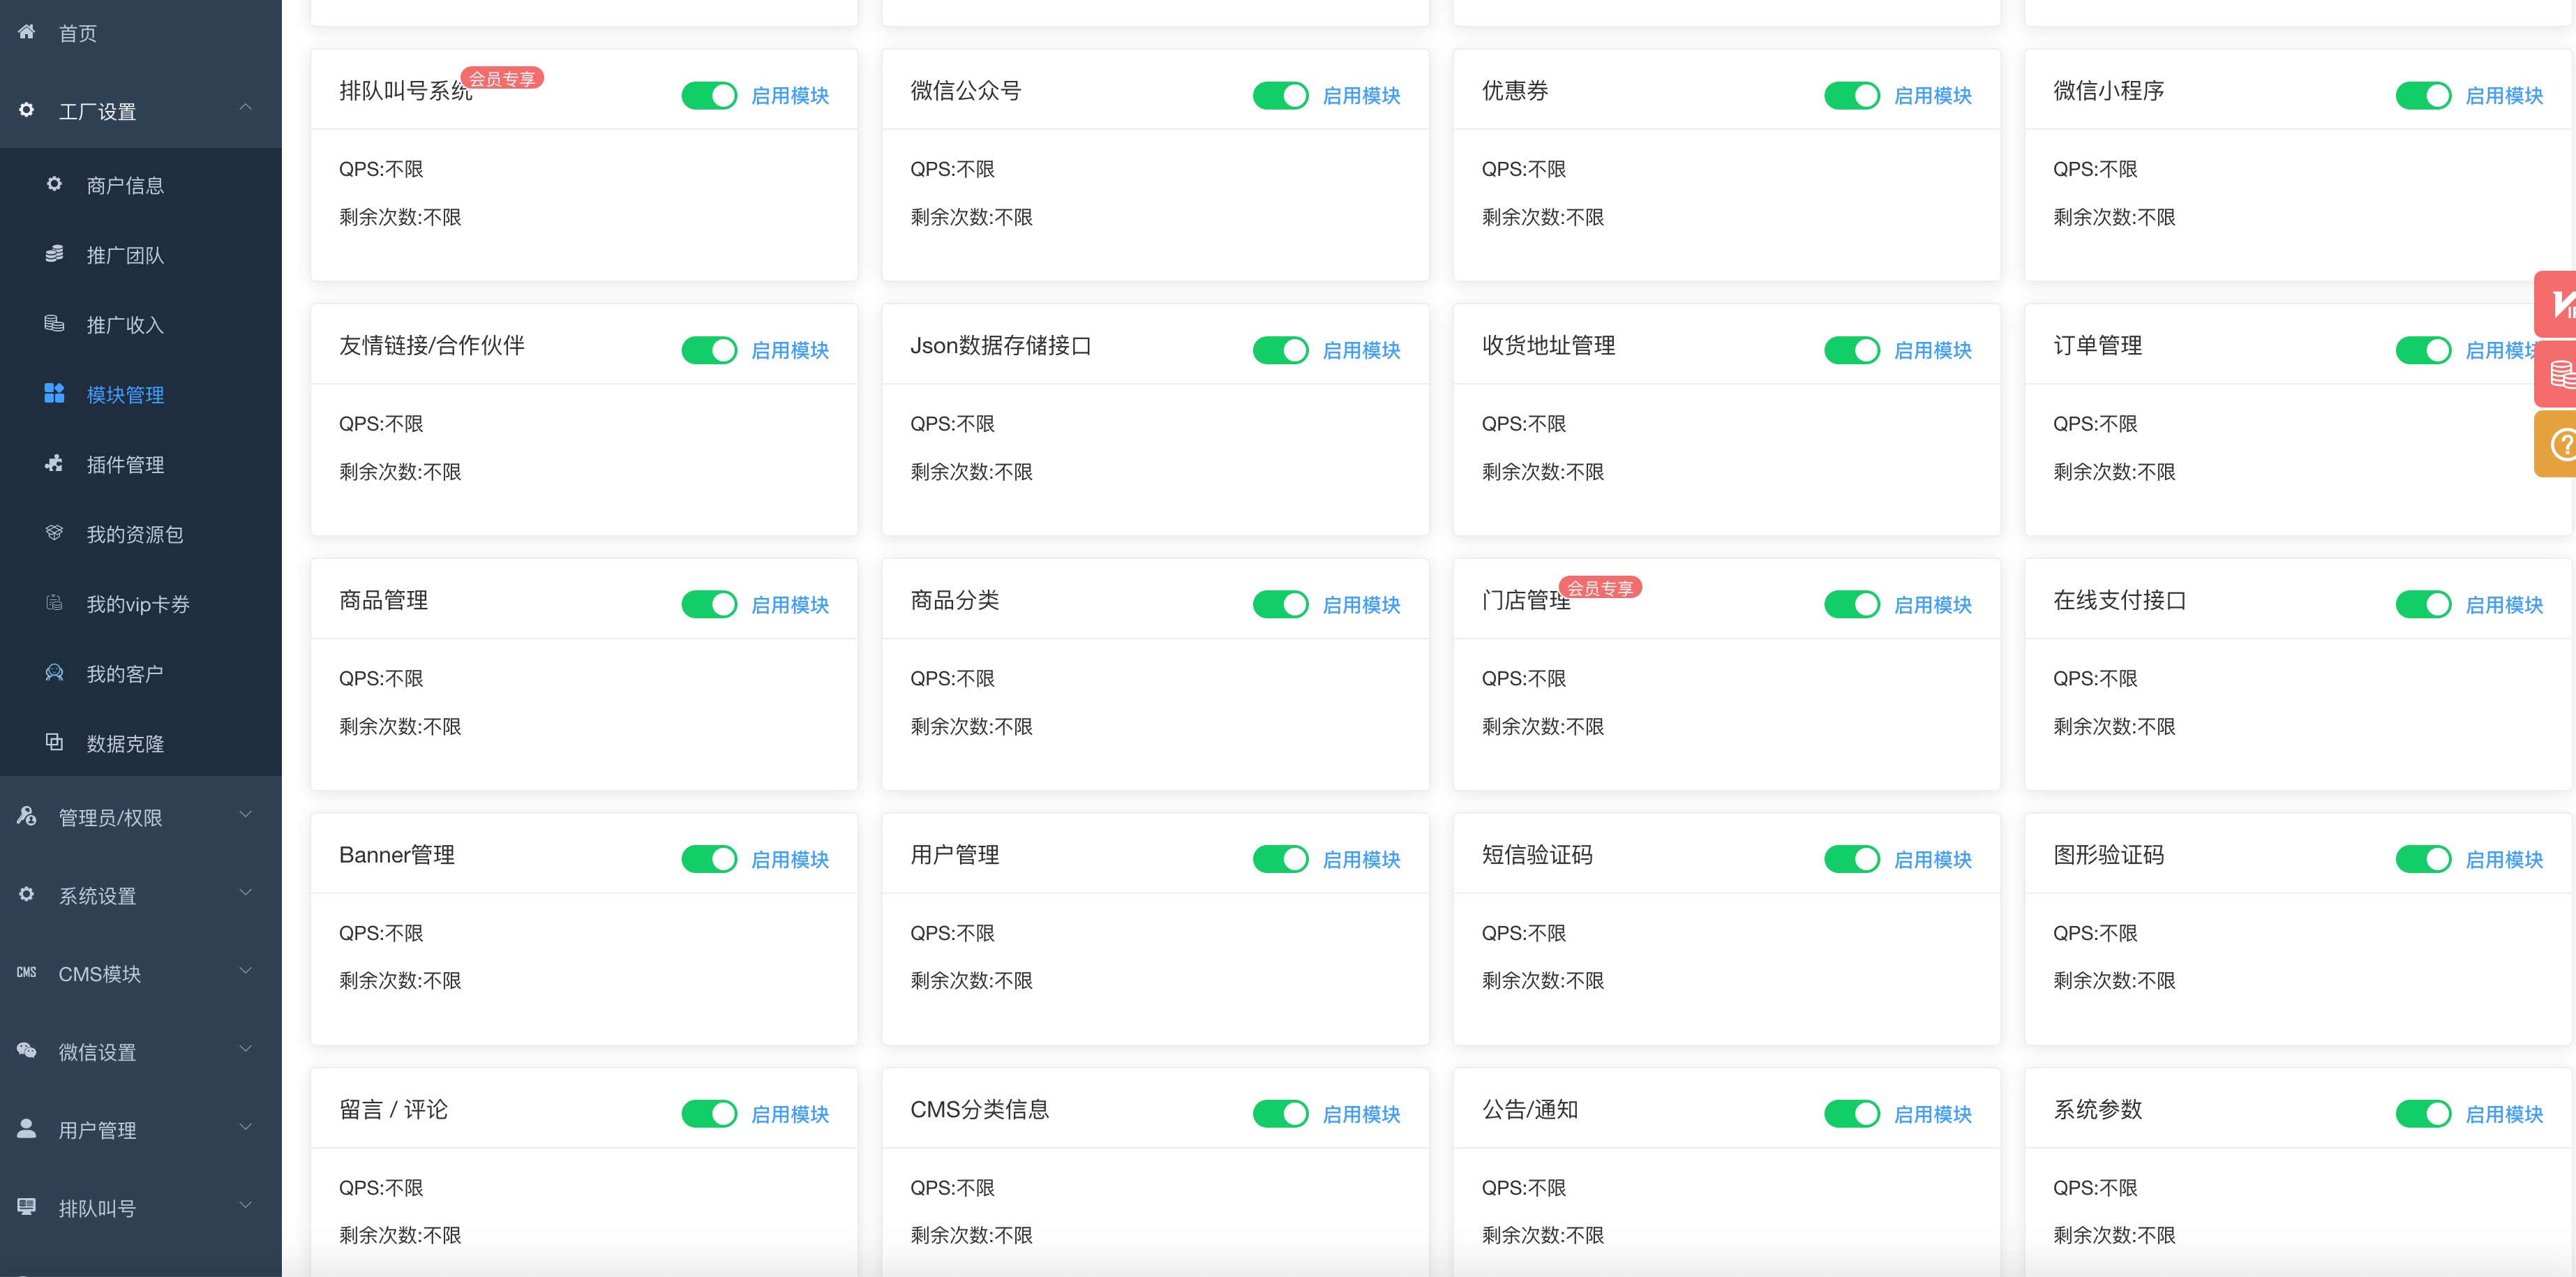 首页
工厂设置
商户信息
推广团队
推广收入
模块管理
插件管理
我的资源包
我的vip卡券
我的客户
数据克隆
管理员/权限
系统设置
CMS CMS模块
微信设置
用户管理
排队叫号
排队叫号系统 会员专享 启用模块
QPS:不限
剩余次数:不限
微信公众号 启用模块
QPS:不限
剩余次数:不限
优惠券 启用模块
QPS:不限
剩余次数:不限
微信小程序 启用模块
QPS:不限
剩余次数:不限
友情链接/合作伙伴 启用模块
QPS:不限
剩余次数:不限
Json数据存储接口 启用模块
QPS:不限
剩余次数:不限
收货地址管理 启用模块
QPS:不限
剩余次数:不限
订单管理 启用模块
QPS:不限
剩余次数:不限
商品管理 启用模块
QPS:不限
剩余次数:不限
商品分类 启用模块
QPS:不限
剩余次数:不限
门店管理 会员专享 启用模块
QPS:不限
剩余次数:不限
在线支付接口 启用模块
QPS:不限
剩余次数:不限
Banner管理 启用模块
QPS:不限
剩余次数:不限
用户管理 启用模块
QPS:不限
剩余次数:不限
短信验证码 启用模块
QPS:不限
剩余次数:不限
图形验证码 启用模块
QPS:不限
剩余次数:不限
留言 / 评论 启用模块
QPS:不限
剩余次数:不限
CMS分类信息 启用模块
QPS:不限
剩余次数:不限
公告/通知 启用模块
QPS:不限
剩余次数:不限
系统参数 启用模块
QPS:不限
剩余次数:不限